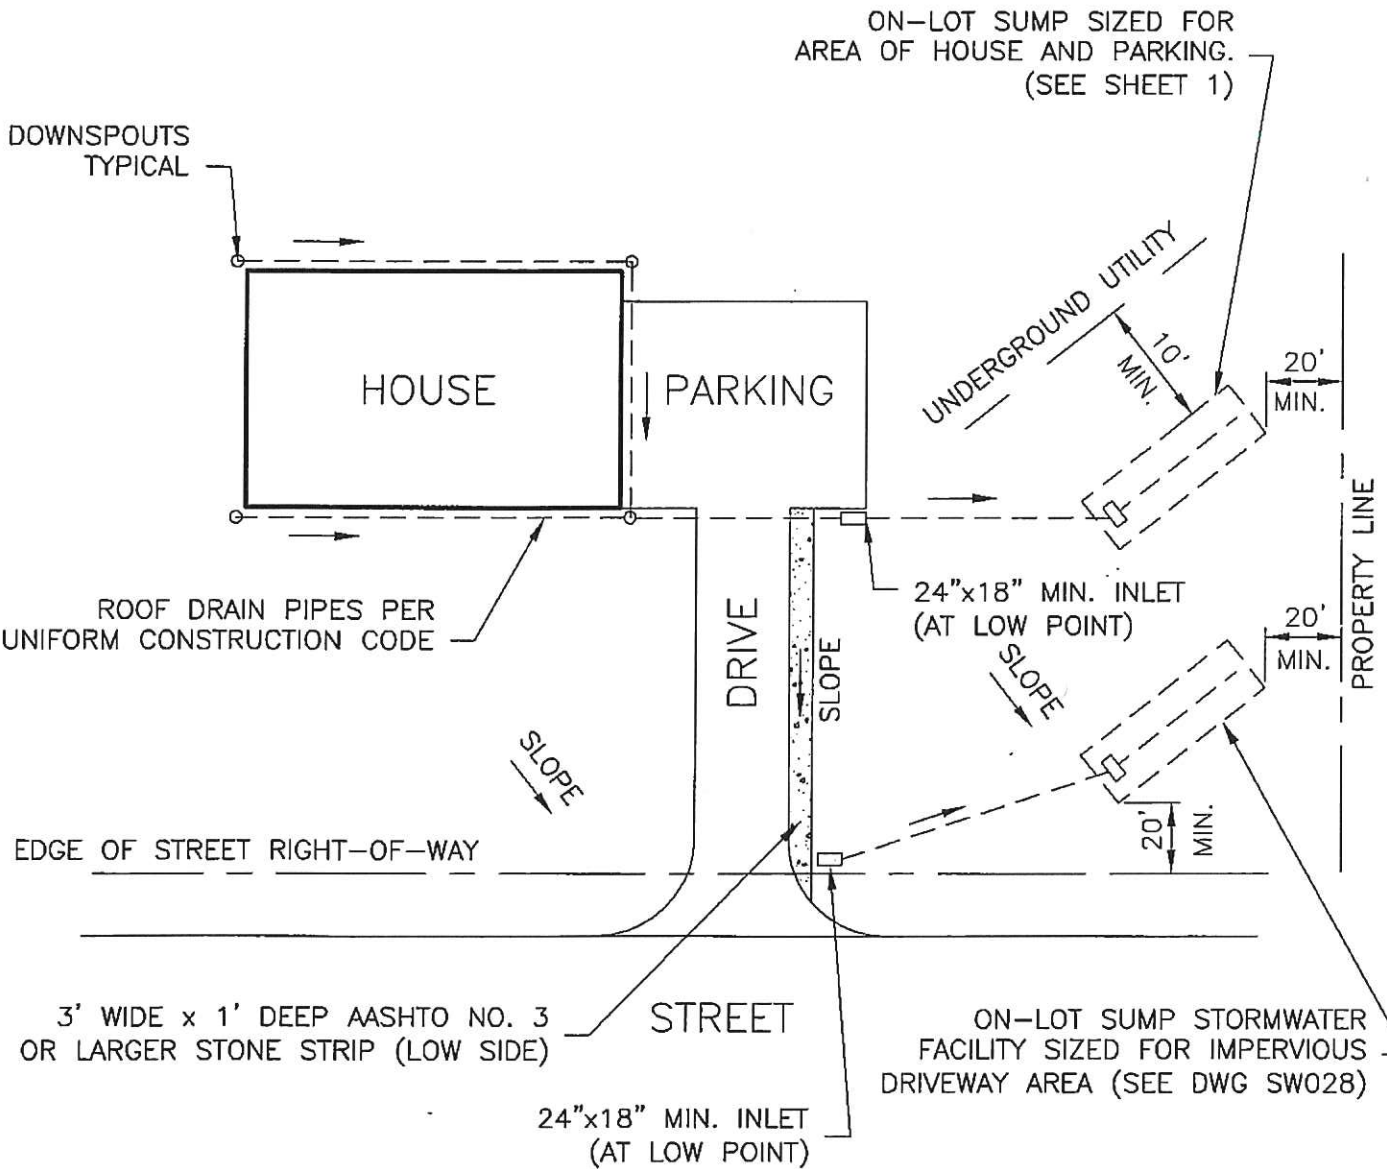 ON-LOT SUMP SIZED FOR
AREA OF HOUSE AND PARKING.
(SEE SHEET 1)
DOWNSPOUTS
TYPICAL
UNDERGROUND UTILITY
10'
MIN.
20'
MIN.
HOUSE
PARKING
PROPERTY LINE
24"x18" MIN. INLET
(AT LOW POINT)
ROOF DRAIN PIPES PER
UNIFORM CONSTRUCTION CODE
DRIVE
SLOPE
SLOPE
20'
MIN.
SLOPE
20'
MIN.
EDGE OF STREET RIGHT-OF-WAY
3' WIDE x 1' DEEP AASHTO NO. 3
OR LARGER STONE STRIP (LOW SIDE)
STREET
ON-LOT SUMP STORMWATER
FACILITY SIZED FOR IMPERVIOUS
DRIVEWAY AREA (SEE DWG SW028)
24"x18" MIN. INLET
(AT LOW POINT)